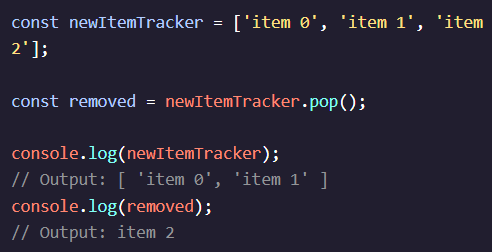 const newItemTracker = ['item 0', 'item 1', 'item
2'];
const removed = newItemTracker.pop();
console.log(newItemTracker);
// Output: [ 'item 0', 'item 1' ]
console.log(removed);
// Output: item 2